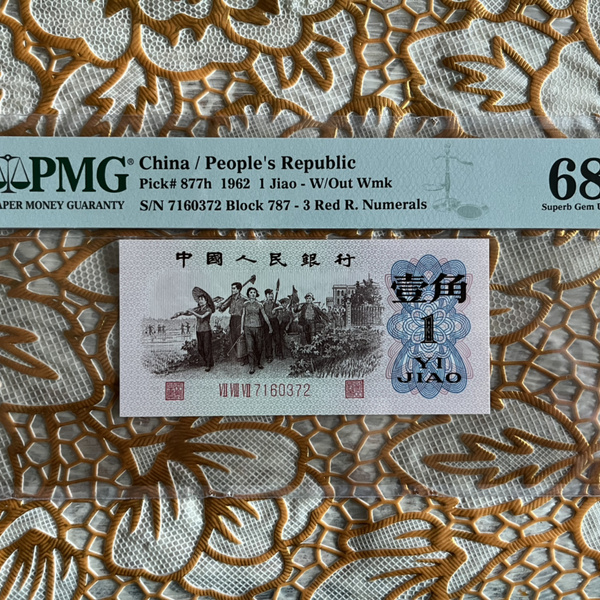 PMG® China / People's Republic
APER MONEY GUARANTY
Pick# 877h 1962 1 Jiao - W/Out Wmk
S/N 7160372 Block 787 - 3 Red R. Numerals
68
Superb Gem U
中國人民銀行
壹角
1
YI
JIAO
VII VIII VII 7160372